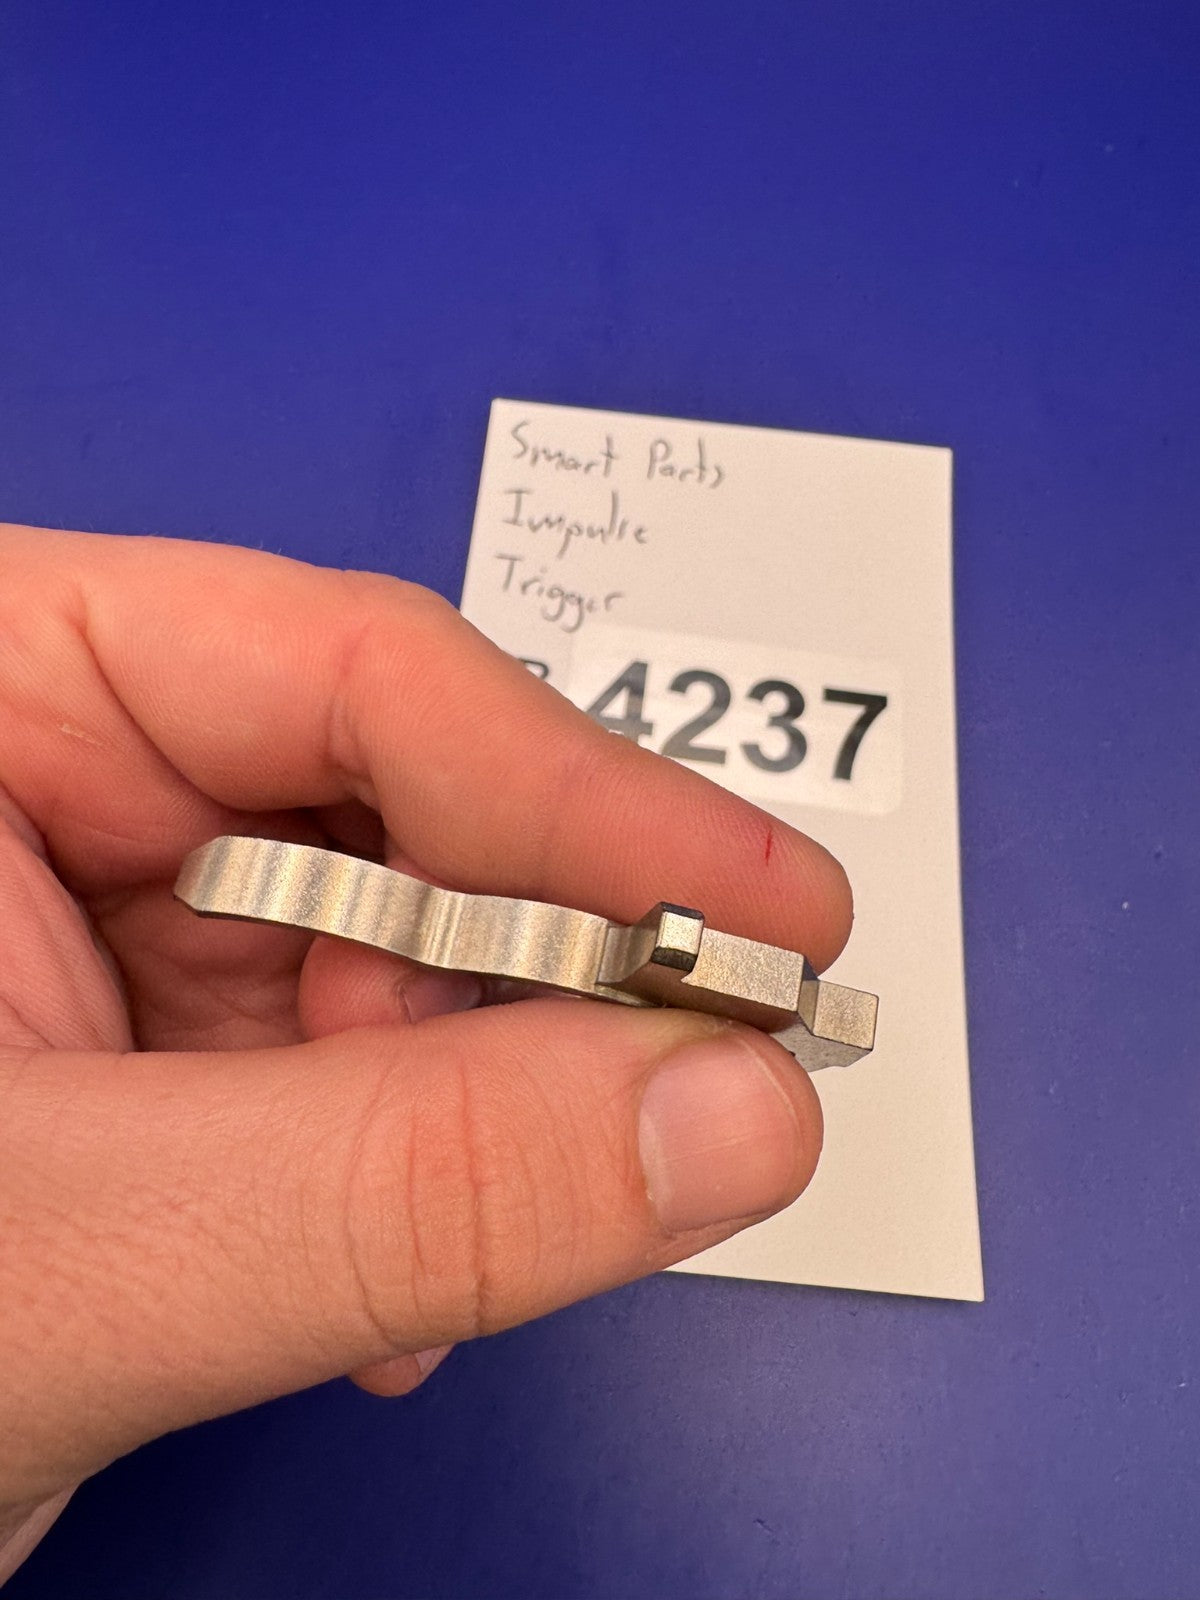 Smart Parts
Impulse
Trigger
4237